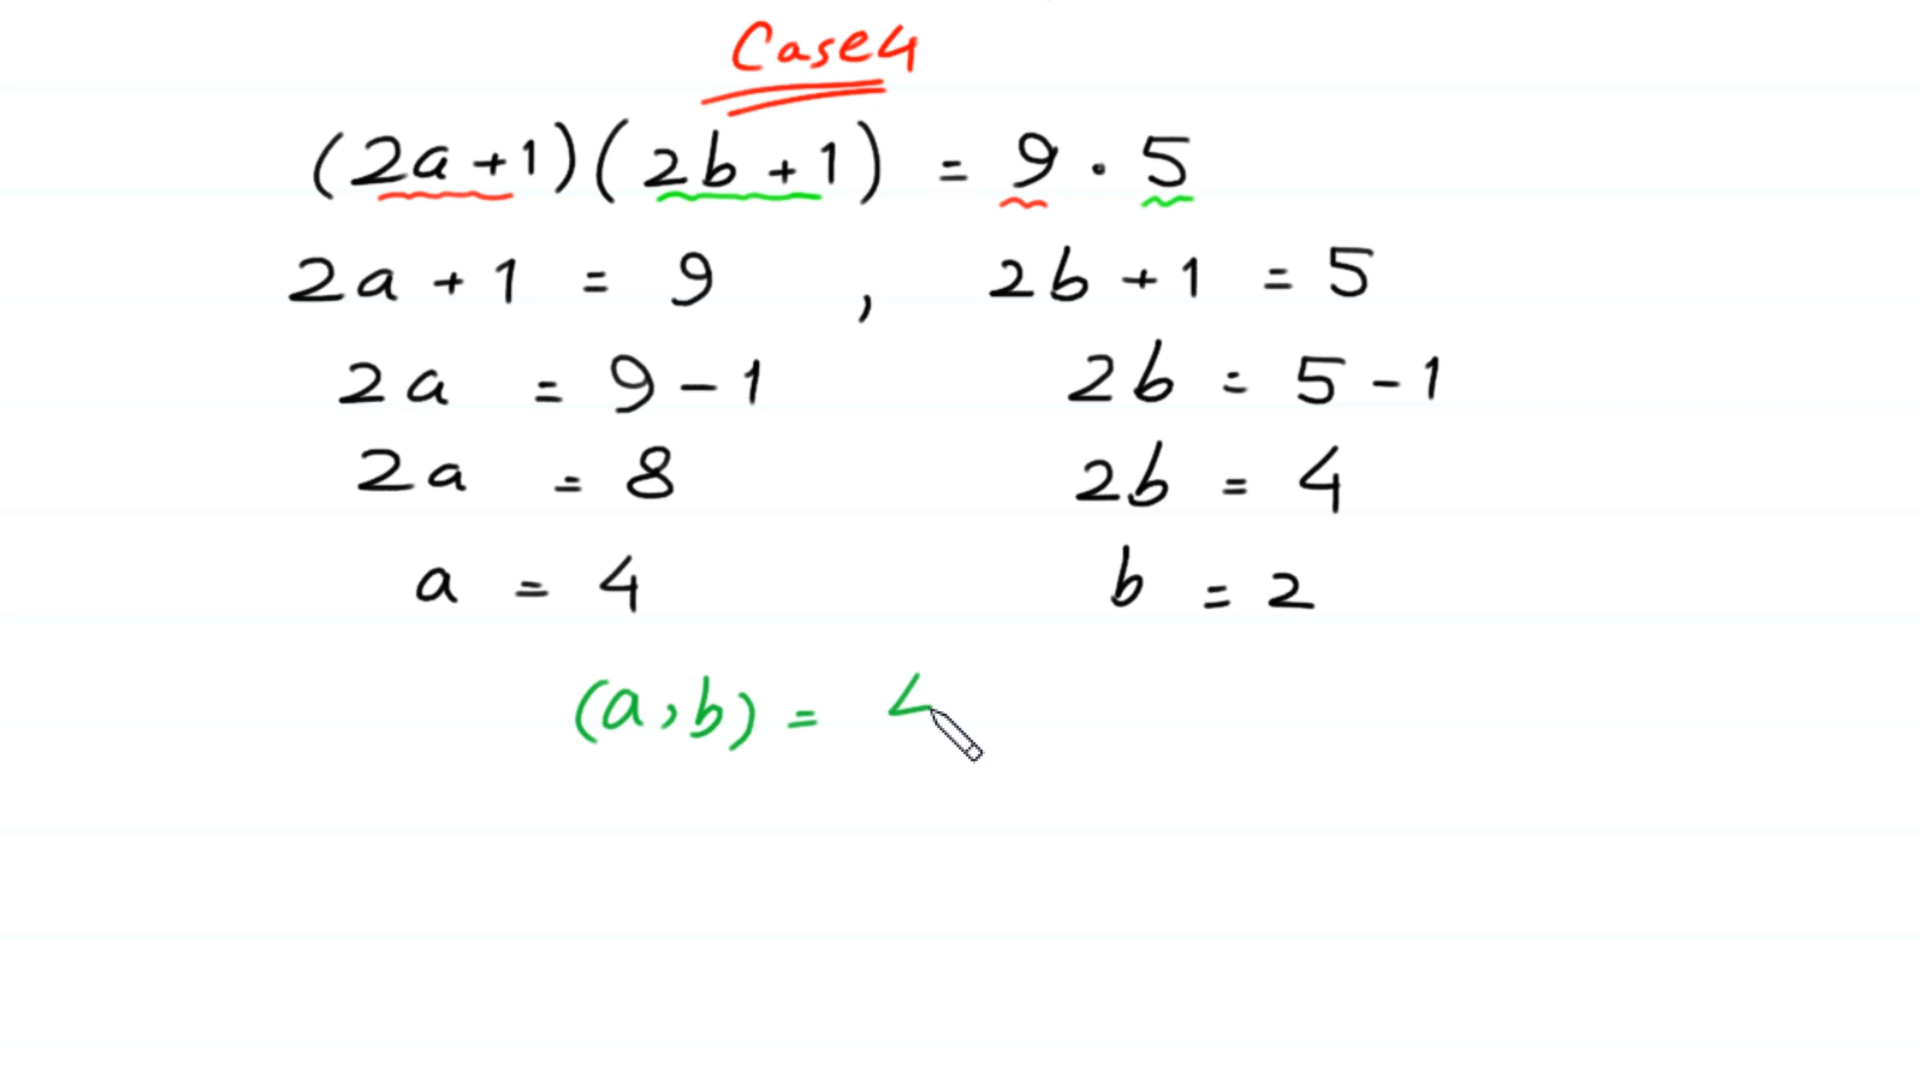 Case4
(2a+1)(2b+1) = 9 · 5
2a + 1 = 9 , 2b + 1 = 5
2a = 9 - 1 2b = 5 - 1
2a = 8 2b = 4
a = 4 b = 2
(a,b) = 4